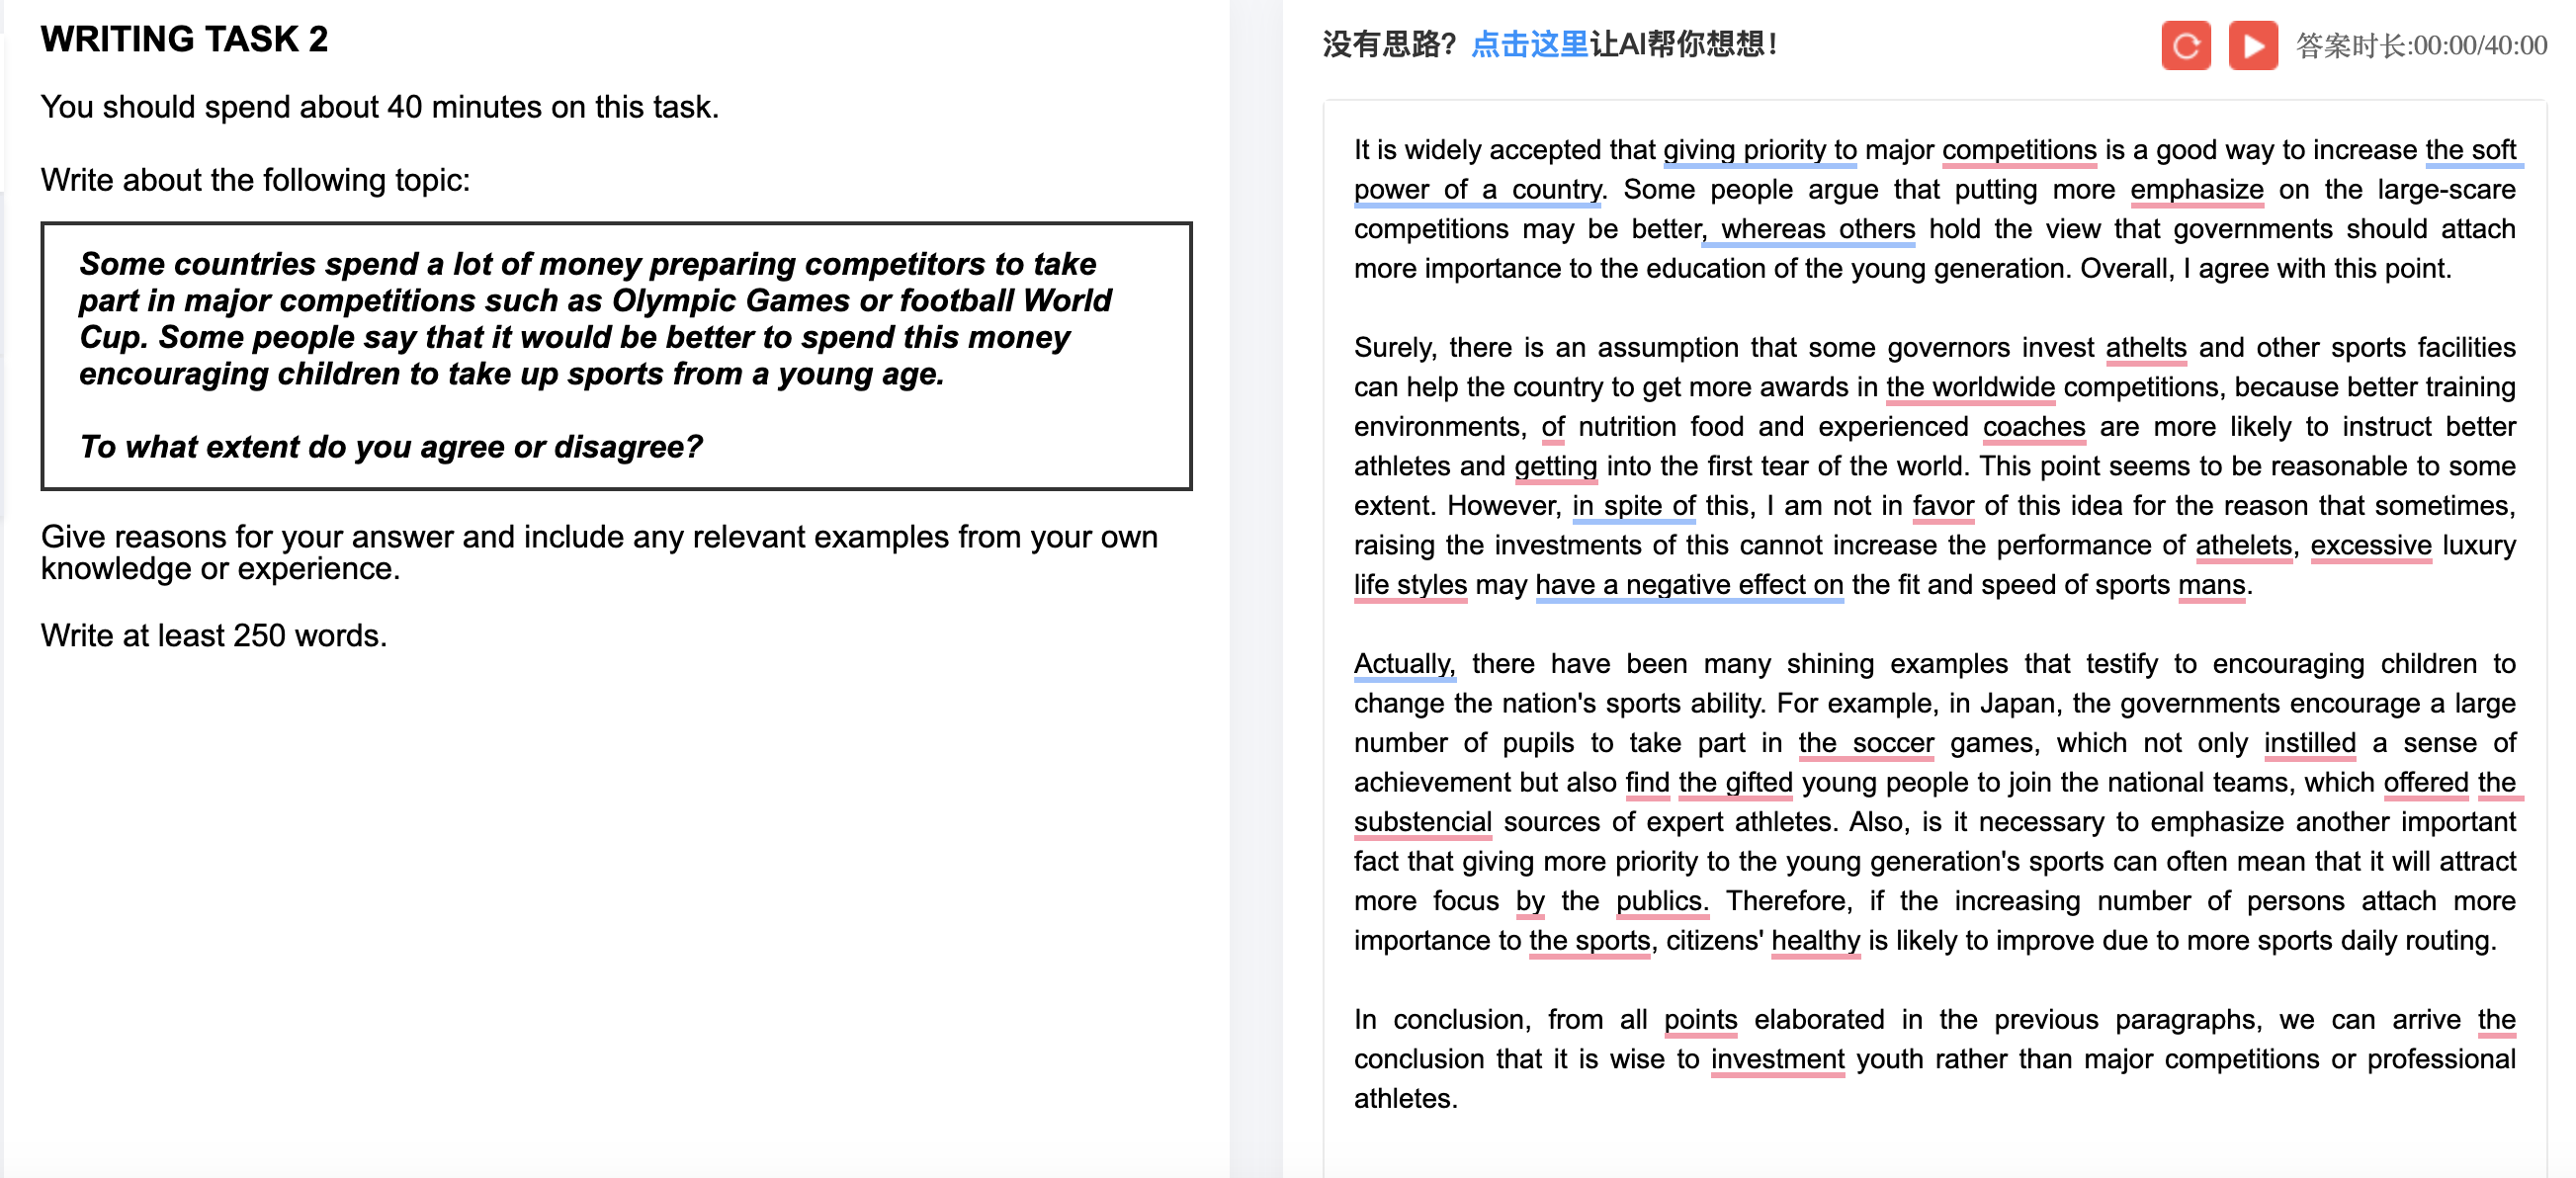 WRITING TASK 2
You should spend about 40 minutes on this task.
Write about the following topic:
Some countries spend a lot of money preparing competitors to take
part in major competitions such as Olympic Games or football World
Cup. Some people say that it would be better to spend this money
encouraging children to take up sports from a young age.
To what extent do you agree or disagree?
Give reasons for your answer and include any relevant examples from your own
knowledge or experience.
Write at least 250 words.
没有思路？点击这里让AI帮你想想！
答案时长:00:00/40:00
It is widely accepted that giving priority to major competitions is a good way to increase the soft
power of a country. Some people argue that putting more emphasize on the large-scare
competitions may be better, whereas others hold the view that governments should attach
more importance to the education of the young generation. Overall, I agree with this point.
Surely, there is an assumption that some governors invest athelts and other sports facilities
can help the country to get more awards in the worldwide competitions, because better training
environments, of nutrition food and experienced coaches are more likely to instruct better
athletes and getting into the first tear of the world. This point seems to be reasonable to some
extent. However, in spite of this, I am not in favor of this idea for the reason that sometimes,
raising the investments of this cannot increase the performance of athelets, excessive luxury
life styles may have a negative effect on the fit and speed of sports mans.
Actually, there have been many shining examples that testify to encouraging children to
change the nation's sports ability. For example, in Japan, the governments encourage a large
number of pupils to take part in the soccer games, which not only instilled a sense of
achievement but also find the gifted young people to join the national teams, which offered the
substencial sources of expert athletes. Also, is it necessary to emphasize another important
fact that giving more priority to the young generation's sports can often mean that it will attract
more focus by the publics. Therefore, if the increasing number of persons attach more
importance to the sports, citizens' healthy is likely to improve due to more sports daily routing.
In conclusion, from all points elaborated in the previous paragraphs, we can arrive the
conclusion that it is wise to investment youth rather than major competitions or professional
athletes.